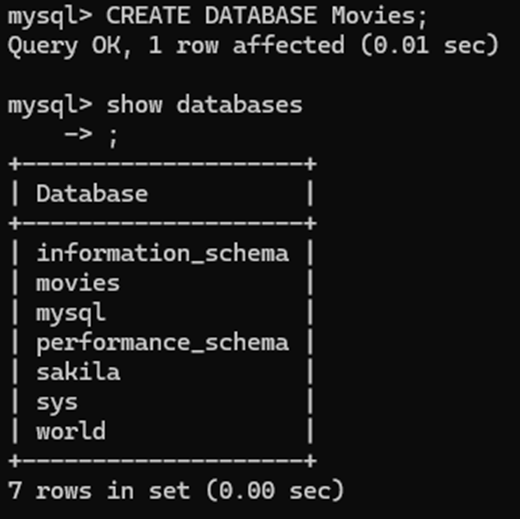 mysql> CREATE DATABASE Movies;
Query OK, 1 row affected (0.01 sec)

mysql> show databases
    -> ;
+--------------------+
| Database           |
+--------------------+
| information_schema |
| movies             |
| mysql              |
| performance_schema |
| sakila             |
| sys                |
| world              |
+--------------------+
7 rows in set (0.00 sec)